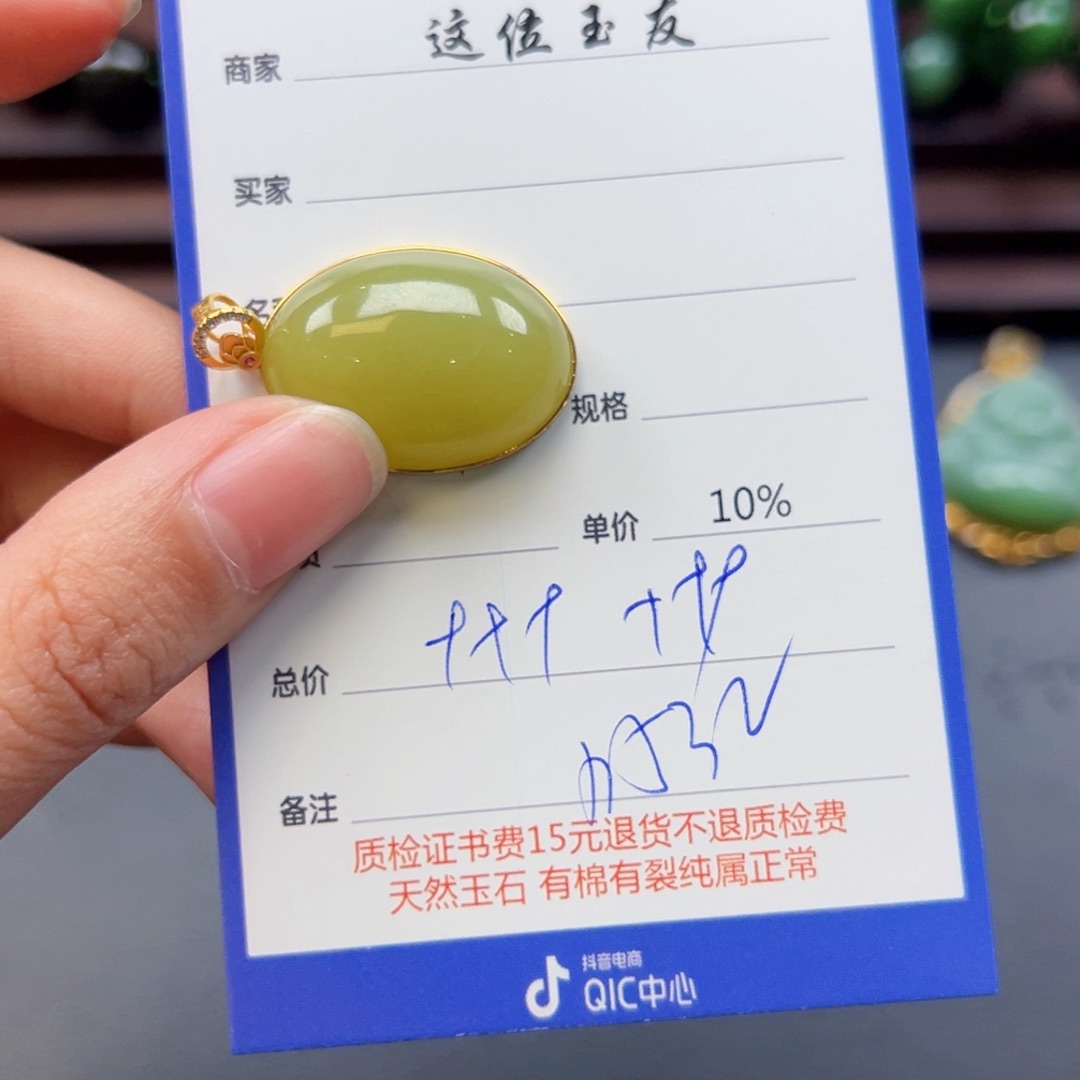 商家 这位玉友
买家
规格
单价 10%
总价
备注
质检证书费15元退货不退质检费
天然玉石 有棉有裂纯属正常
抖音电商
QIC中心